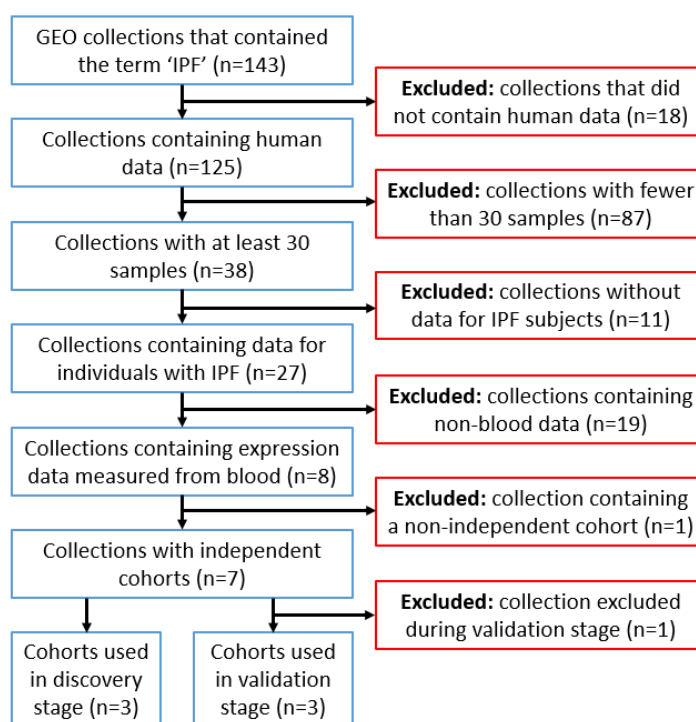 GEO collections that contained
the term ‘IPF’ (n=143)
Excluded: collections that did
not contain human data (n=18)
Collections containing human
data (n=125)
Excluded: collections with fewer
than 30 samples (n=87)
Collections with at least 30
samples (n=38)
Excluded: collections without
data for IPF subjects (n=11)
Collections containing data for
individuals with IPF (n=27)
Excluded: collections containing
non-blood data (n=19)
Collections containing expression
data measured from blood (n=8)
Excluded: collection containing
a non-independent cohort (n=1)
Collections with independent
cohorts (n=7)
Excluded: collection excluded
during validation stage (n=1)
Cohorts used
in discovery
stage (n=3)
Cohorts used
in validation
stage (n=3)